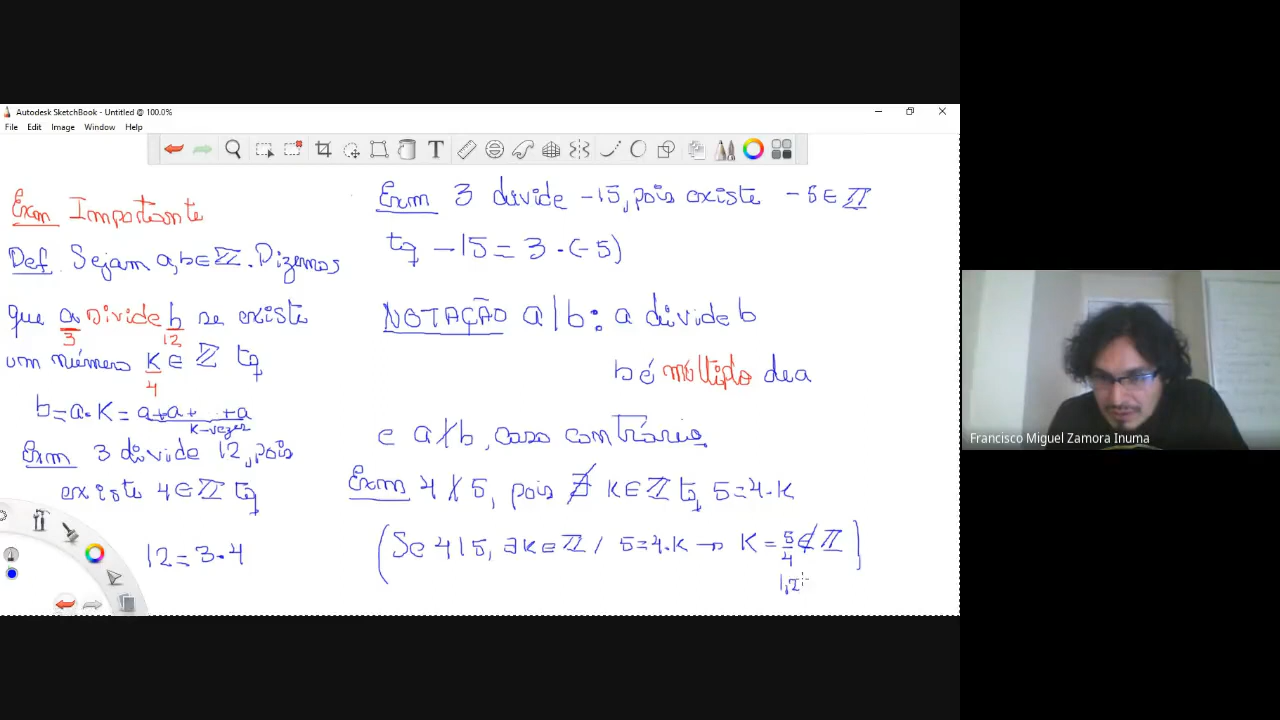 Autodesk SketchBook - Untitled @ 100.0%
File Edit Image Window Help
Exm Importante
Def. Sejam a,b∈ℤ. Dizemos
que a divide b se existe
3 12
um número K∈ℤ tq
4
b=a·K=a+a+...+a
K-vezes
Exm 3 divide 12, pois
existe 4∈ℤ tq
12=3·4
Exm 3 divide -15, pois existe -5∈ℤ
tq -15=3·(-5)
NOTAÇÃO a|b: a divide b
b é múltiplo de a
e a∤b, caso contrário.
Exm 4∤5, pois ∄ K∈ℤ tq 5=4·K
(Se 4|5, ∃K∈ℤ / 5=4·K → K=5/4∉ℤ)
1,2
Francisco Miguel Zamora Inuma